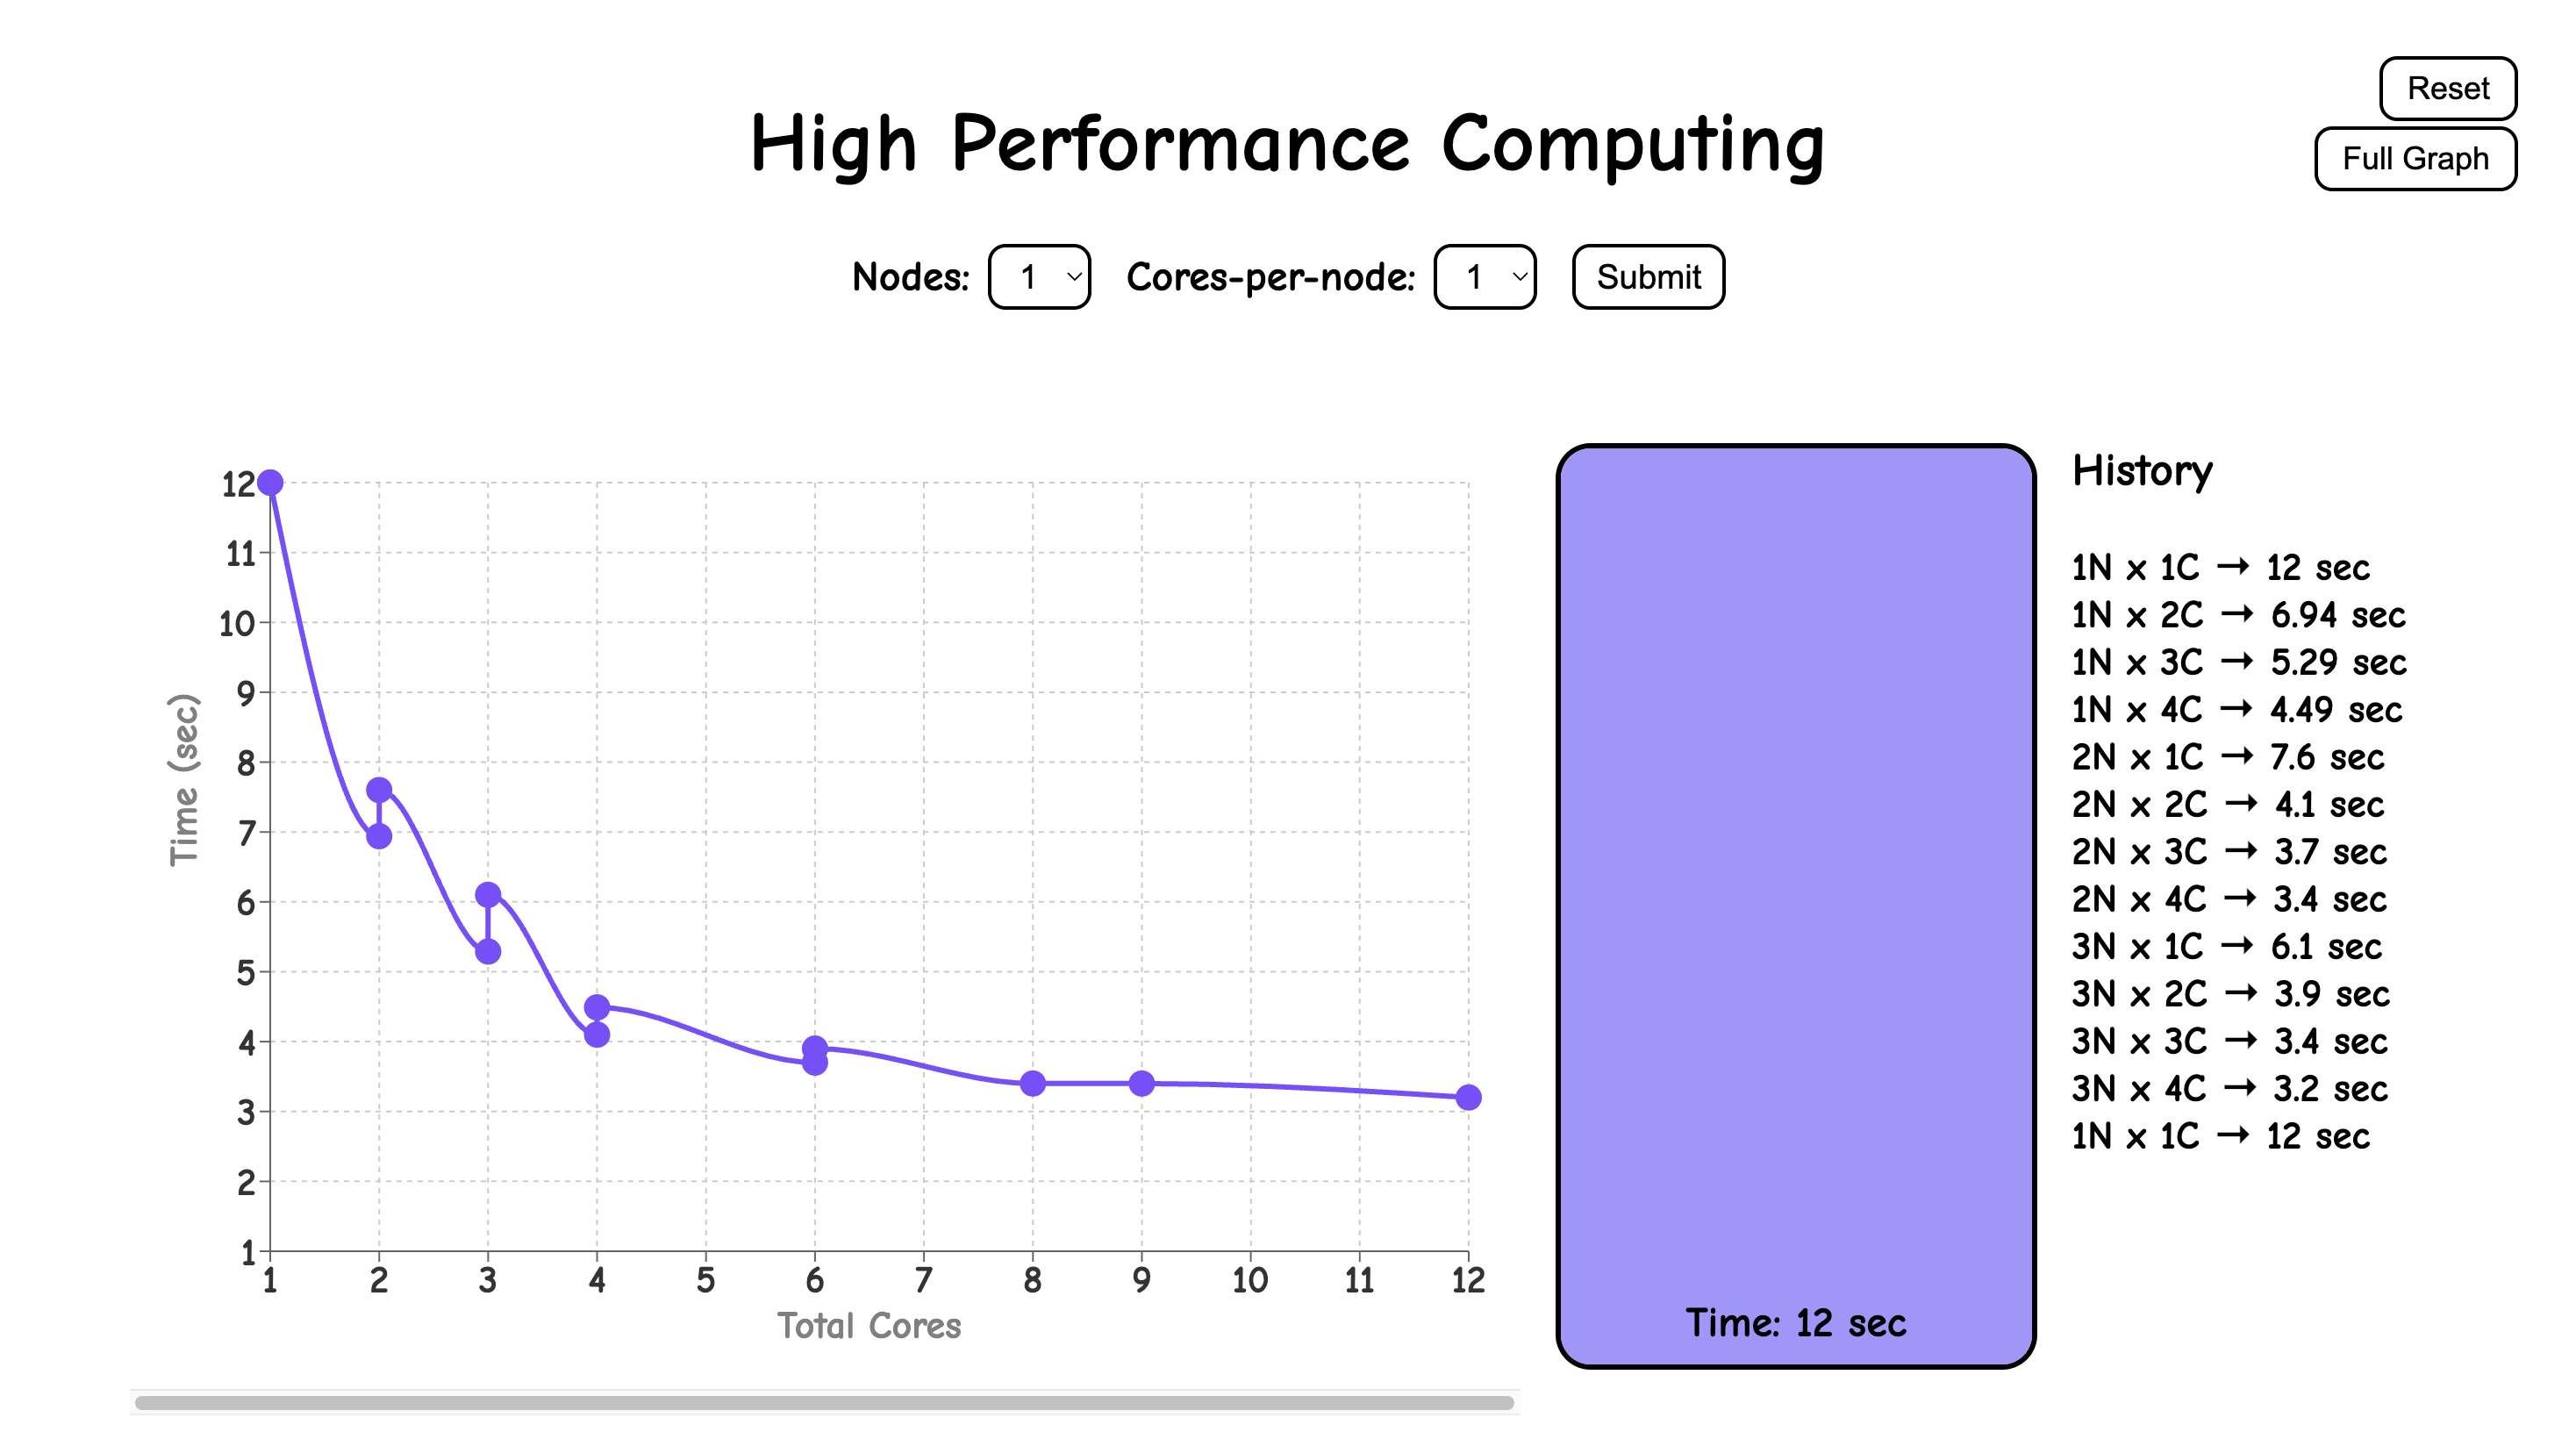 Reset
Full Graph
High Performance Computing
Nodes: 1 Cores-per-node: 1 Submit
12
11
10
9
8
7
6
5
4
3
2
1
Time (sec)
1 2 3 4 5 6 7 8 9 10 11 12
Total Cores
Time: 12 sec
History
1N x 1C → 12 sec
1N x 2C → 6.94 sec
1N x 3C → 5.29 sec
1N x 4C → 4.49 sec
2N x 1C → 7.6 sec
2N x 2C → 4.1 sec
2N x 3C → 3.7 sec
2N x 4C → 3.4 sec
3N x 1C → 6.1 sec
3N x 2C → 3.9 sec
3N x 3C → 3.4 sec
3N x 4C → 3.2 sec
1N x 1C → 12 sec